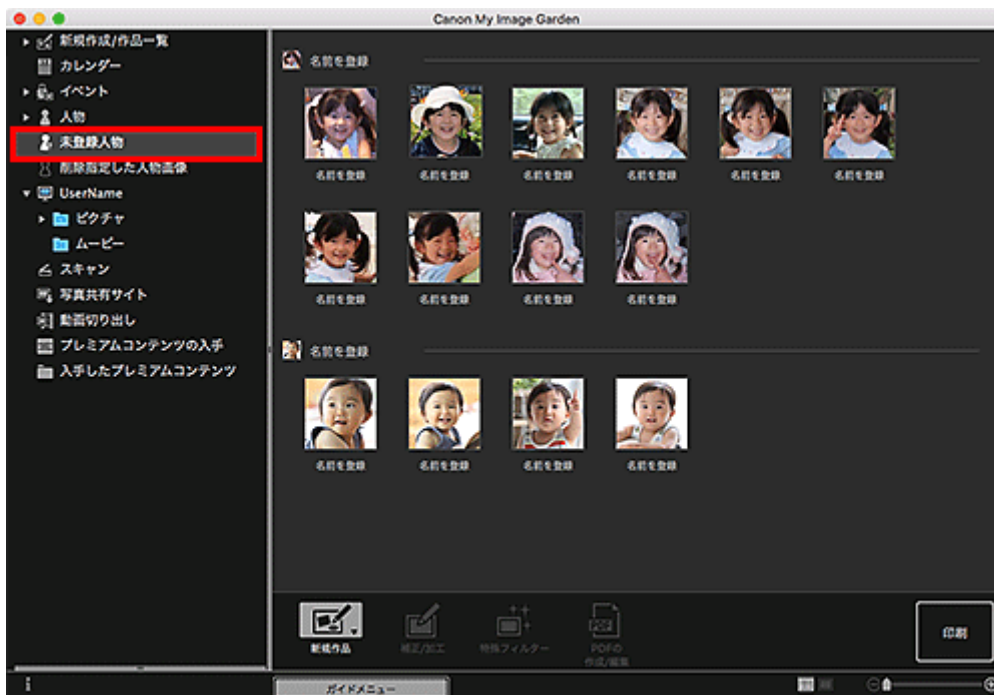 Canon My Image Garden
新規作成/作品一覧
カレンダー
イベント
人物
未登録人物
削除指定した人物画像
UserName
ピクチャ
ムービー
スキャン
写真共有サイト
動画切り出し
プレミアムコンテンツの入手
入手したプレミアムコンテンツ
名前を登録
名前を登録 名前を登録 名前を登録 名前を登録 名前を登録 名前を登録
名前を登録 名前を登録 名前を登録 名前を登録
名前を登録
名前を登録 名前を登録 名前を登録 名前を登録
新規作品
補正/加工
特殊フィルター
PDF
PDFの
作成/編集
印刷
ガイドメニュー